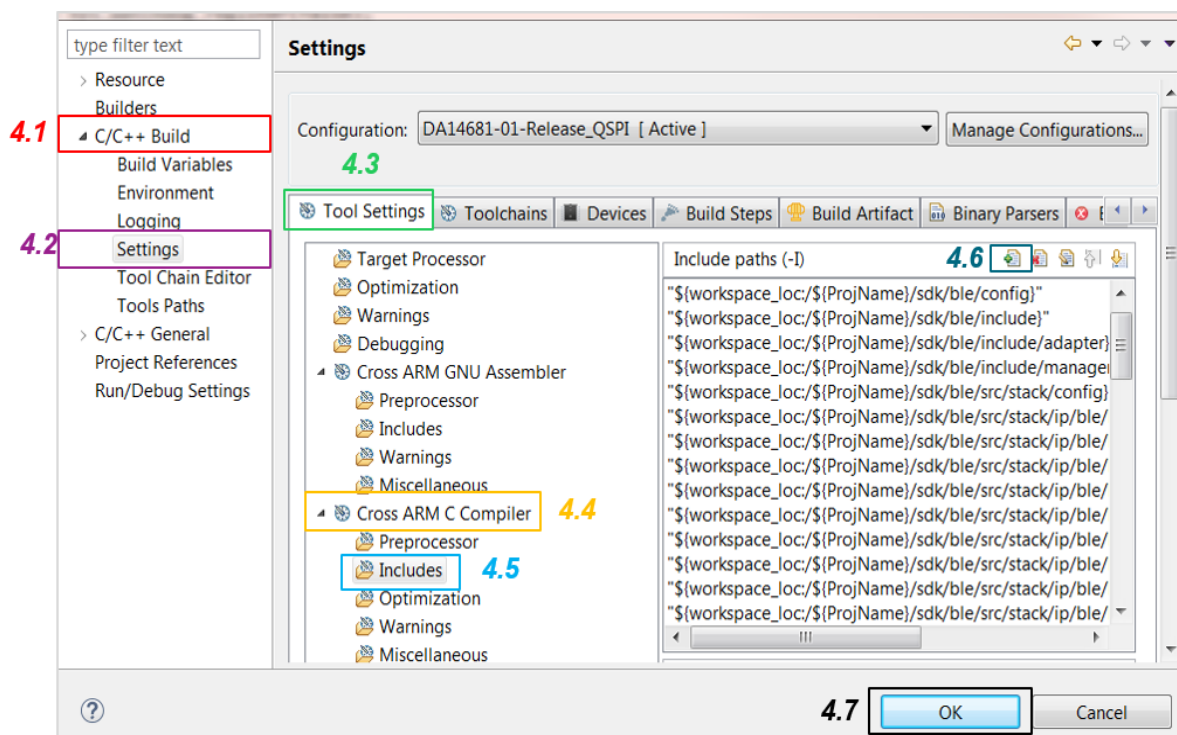 type filter text
Resource
Builders
4.1
C/C++ Build
Build Variables
Environment
Logging
4.2
Settings
Tool Chain Editor
Tools Paths
C/C++ General
Project References
Run/Debug Settings
Settings
Configuration: DA14681-01-Release_QSPI [ Active ]
Manage Configurations...
4.3
Tool Settings
Toolchains
Devices
Build Steps
Build Artifact
Binary Parsers
Target Processor
Optimization
Warnings
Debugging
Cross ARM GNU Assembler
Preprocessor
Includes
Warnings
Miscellaneous
Cross ARM C Compiler
4.4
Preprocessor
Includes
4.5
Optimization
Warnings
Miscellaneous
Include paths (-I)
4.6
"${workspace_loc:/${ProjName}/sdk/ble/config}"
"${workspace_loc:/${ProjName}/sdk/ble/include}"
"${workspace_loc:/${ProjName}/sdk/ble/include/adapter}
"${workspace_loc:/${ProjName}/sdk/ble/include/manage
"${workspace_loc:/${ProjName}/sdk/ble/src/stack/config}
"${workspace_loc:/${ProjName}/sdk/ble/src/stack/ip/ble/
"${workspace_loc:/${ProjName}/sdk/ble/src/stack/ip/ble/
"${workspace_loc:/${ProjName}/sdk/ble/src/stack/ip/ble/
"${workspace_loc:/${ProjName}/sdk/ble/src/stack/ip/ble/
"${workspace_loc:/${ProjName}/sdk/ble/src/stack/ip/ble/
"${workspace_loc:/${ProjName}/sdk/ble/src/stack/ip/ble/
"${workspace_loc:/${ProjName}/sdk/ble/src/stack/ip/ble/
"${workspace_loc:/${ProjName}/sdk/ble/src/stack/ip/ble/
"${workspace_loc:/${ProjName}/sdk/ble/src/stack/ip/ble/
4.7
OK
Cancel